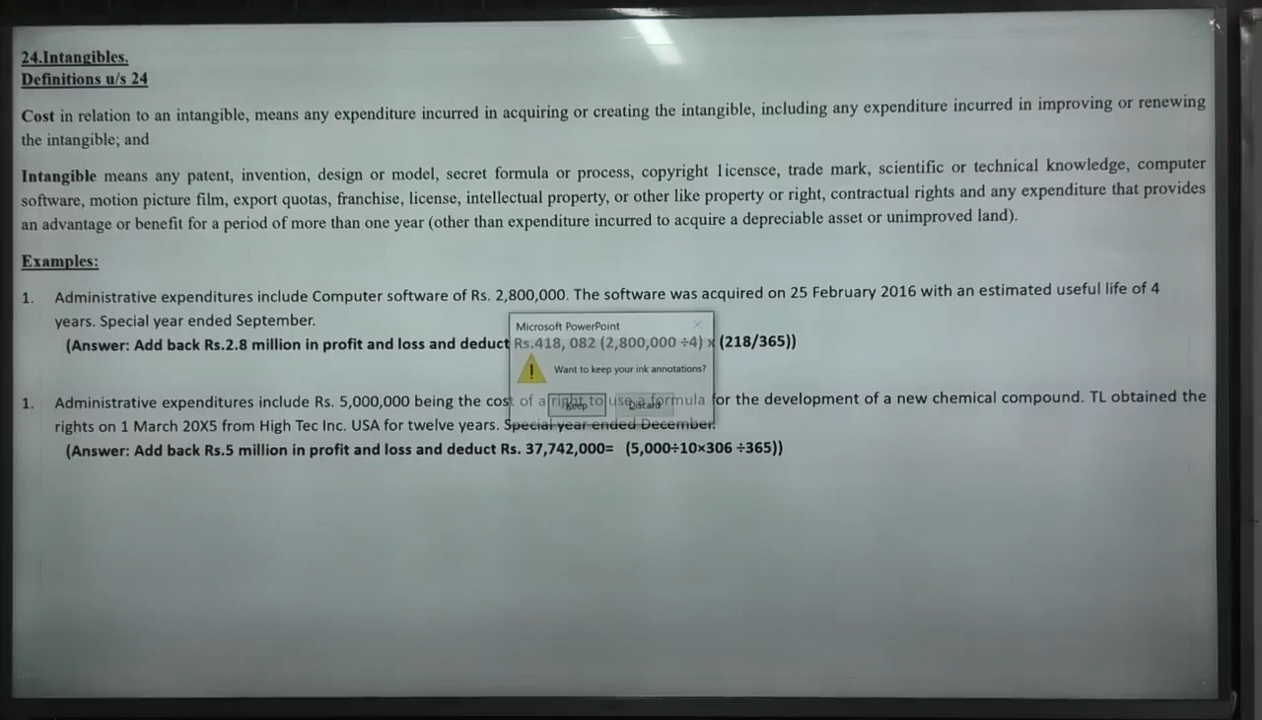 24.Intangibles.
Definitions u/s 24
Cost in relation to an intangible, means any expenditure incurred in acquiring or creating the intangible, including any expenditure incurred in improving or renewing
the intangible; and
Intangible means any patent, invention, design or model, secret formula or process, copyright licensce, trade mark, scientific or technical knowledge, computer
software, motion picture film, export quotas, franchise, license, intellectual property, or other like property or right, contractual rights and any expenditure that provides
an advantage or benefit for a period of more than one year (other than expenditure incurred to acquire a depreciable asset or unimproved land).
Examples:
1. Administrative expenditures include Computer software of Rs. 2,800,000. The software was acquired on 25 February 2016 with an estimated useful life of 4
years. Special year ended September.
(Answer: Add back Rs.2.8 million in profit and loss and deduct Rs.418, 082 (2,800,000 ÷4) x (218/365))
Microsoft PowerPoint
Want to keep your ink annotations?
Keep Discard
1. Administrative expenditures include Rs. 5,000,000 being the cost of a right to use a formula for the development of a new chemical compound. TL obtained the
rights on 1 March 20X5 from High Tec Inc. USA for twelve years. Special year ended December.
(Answer: Add back Rs.5 million in profit and loss and deduct Rs. 37,742,000= (5,000÷10×306 ÷365))